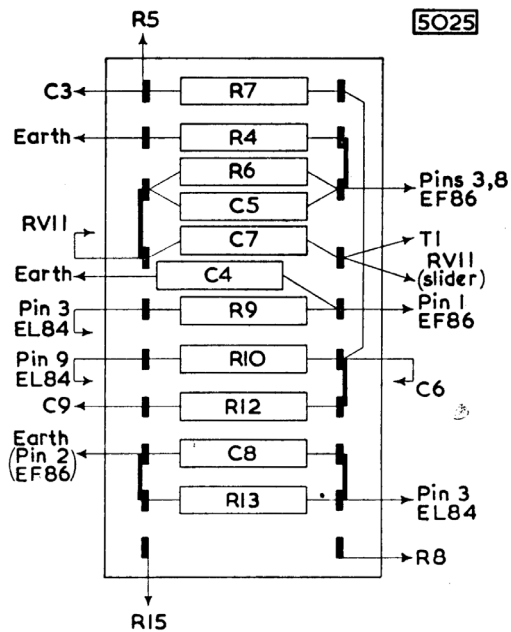 R5
5025
C3
R7
Earth
R4
R6
Pins 3,8
EF86
C5
RV11
C7
T1
RV11
(slider)
Earth
C4
Pin 3
EL84
R9
Pin 1
EF86
Pin 9
EL84
R10
C6
C9
R12
Earth
(Pin 2)
(EF86)
C8
R13
Pin 3
EL84
R8
R15